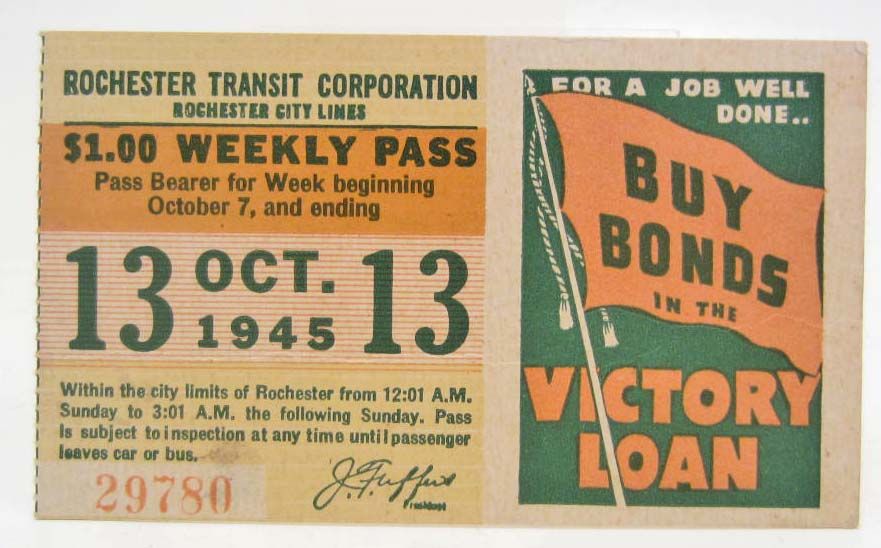 ROCHESTER TRANSIT CORPORATION
ROCHESTER CITY LINES
$1.00 WEEKLY PASS
Pass Bearer for Week beginning
October 7, and ending
13 OCT. 1945 13
Within the city limits of Rochester from 12:01 A.M.
Sunday to 3:01 A.M. the following Sunday. Pass
is subject to inspection at any time until passenger
leaves car or bus.
29780
President
FOR A JOB WELL
DONE..
BUY
BONDS
IN THE
VICTORY
LOAN